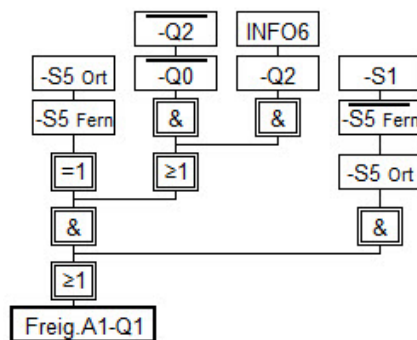 -Q2 INFO6
-S5 Ort -Q0 -Q2 -S1
-S5 Fern & & -S5 Fern
=1 ≥1 -S5 Ort
& &
≥1
Freig.A1-Q1